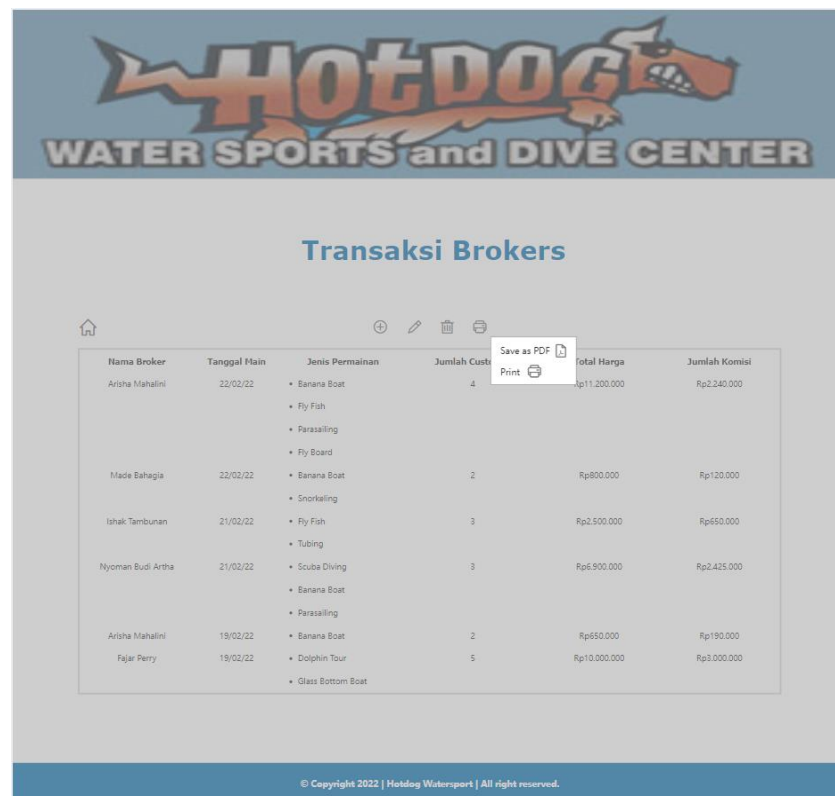 HOtDOG
WATER SPORTS and DIVE CENTER
Transaksi Brokers
Save as PDF
Print
Nama Broker Tanggal Main Jenis Permainan Jumlah Cust Total Harga Jumlah Komisi
Arisha Mahalini 22/02/22 • Banana Boat 4 Rp11.200.000 Rp2.240.000
• Fly Fish
• Parasailing
• Fly Board
Made Bahagia 22/02/22 • Banana Boat 2 Rp800.000 Rp120.000
• Snorkeling
Ishak Tambunan 21/02/22 • Fly Fish 3 Rp2.500.000 Rp650.000
• Tubing
Nyoman Budi Artha 21/02/22 • Scuba Diving 3 Rp6.900.000 Rp2.425.000
• Banana Boat
• Parasailing
Arisha Mahalini 19/02/22 • Banana Boat 2 Rp650.000 Rp190.000
Fajar Perry 19/02/22 • Dolphin Tour 5 Rp10.000.000 Rp3.000.000
• Glass Bottom Boat
© Copyright 2022 | Hotdog Watersport | All right reserved.